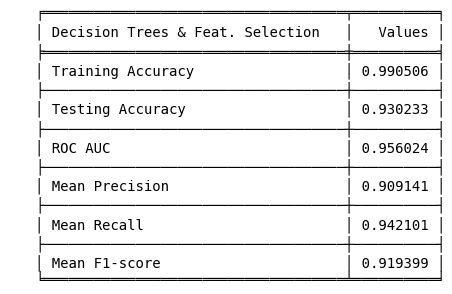 Decision Trees & Feat. Selection Values
Training Accuracy 0.990506
Testing Accuracy 0.930233
ROC AUC 0.956024
Mean Precision 0.909141
Mean Recall 0.942101
Mean F1-score 0.919399